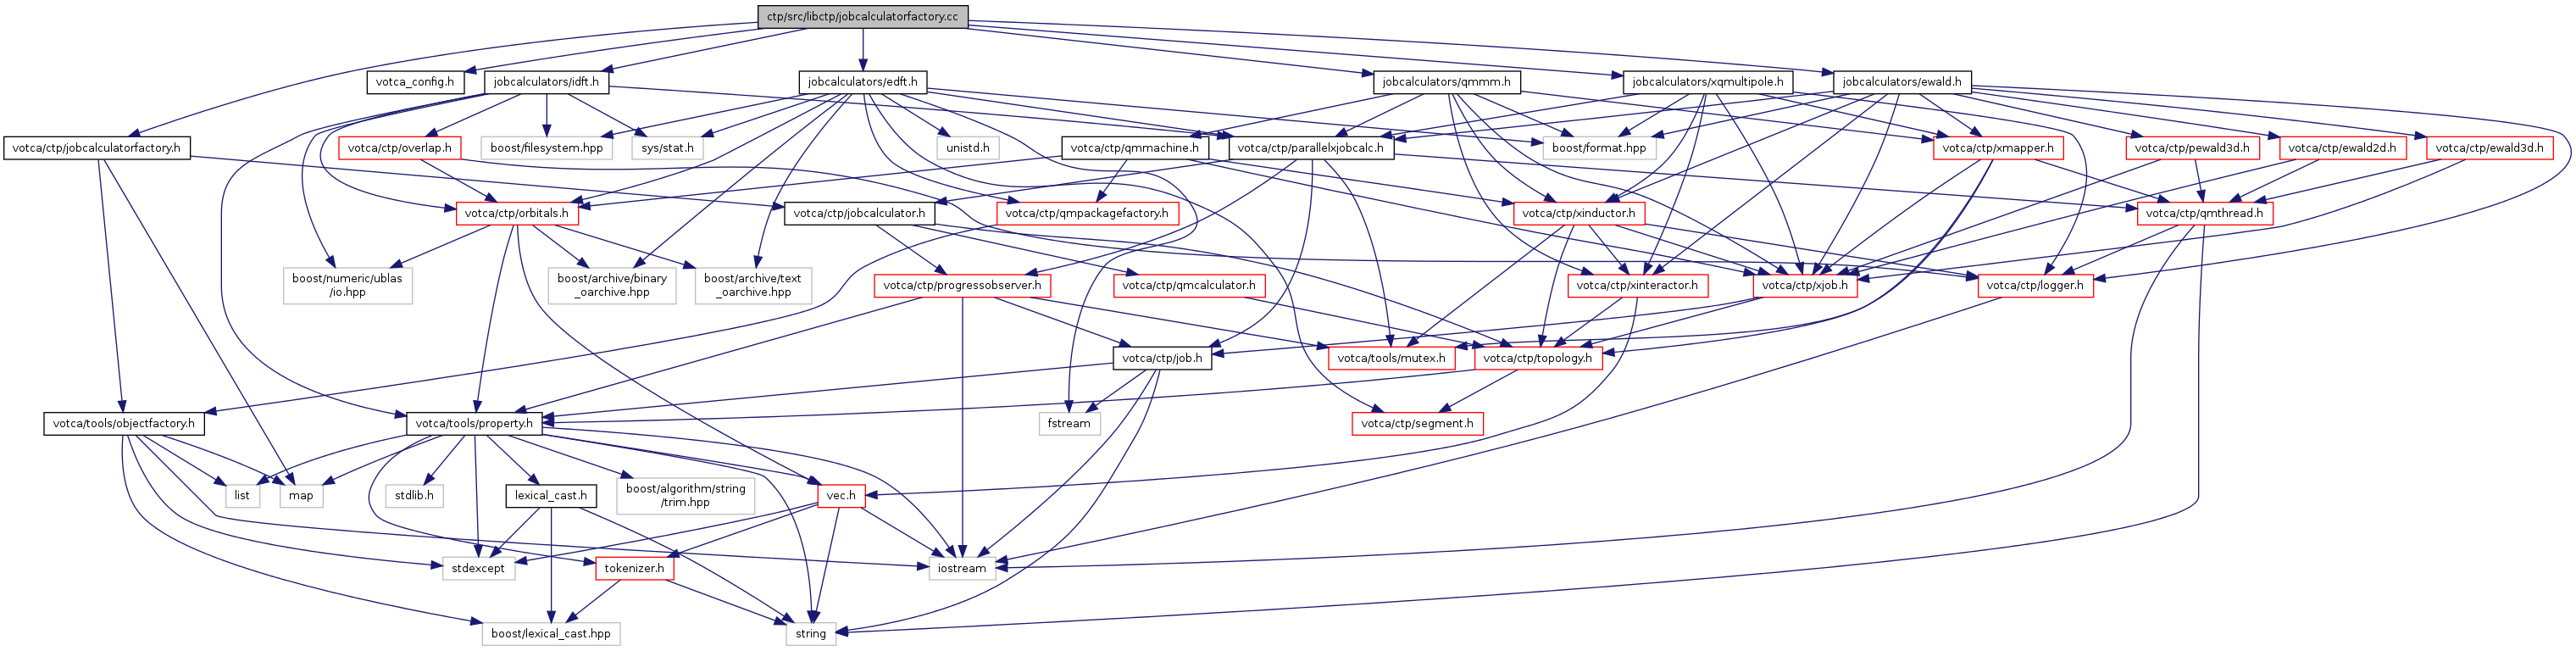 ctp/src/libctp/jobcalculatorfactory.cc
votca_config.h
jobcalculators/idft.h
jobcalculators/edft.h
jobcalculators/qmmm.h
jobcalculators/xqmultipole.h
jobcalculators/ewald.h
votca/ctp/jobcalculatorfactory.h
votca/ctp/overlap.h
boost/filesystem.hpp
sys/stat.h
unistd.h
votca/ctp/qmmachine.h
votca/ctp/parallelxjobcalc.h
boost/format.hpp
votca/ctp/xmapper.h
votca/ctp/pewald3d.h
votca/ctp/ewald2d.h
votca/ctp/ewald3d.h
votca/ctp/orbitals.h
votca/ctp/jobcalculator.h
votca/ctp/qmpackagefactory.h
votca/ctp/xinductor.h
votca/ctp/qmthread.h
boost/numeric/ublas
/io.hpp
boost/archive/binary
_oarchive.hpp
boost/archive/text
_oarchive.hpp
votca/ctp/progressobserver.h
votca/ctp/qmcalculator.h
votca/ctp/xinteractor.h
votca/ctp/xjob.h
votca/ctp/logger.h
votca/ctp/job.h
votca/tools/mutex.h
votca/ctp/topology.h
votca/tools/objectfactory.h
votca/tools/property.h
fstream
votca/ctp/segment.h
list
map
stdlib.h
lexical_cast.h
boost/algorithm/string
/trim.hpp
vec.h
stdexcept
tokenizer.h
iostream
boost/lexical_cast.hpp
string